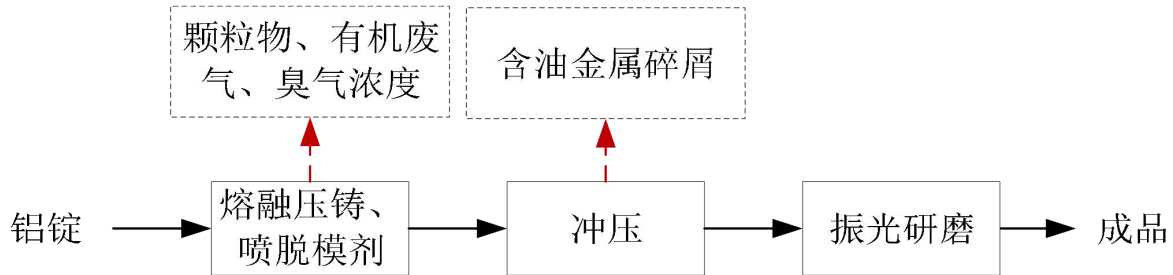 颗粒物、有机废
气、臭气浓度
含油金属碎屑
铝锭
熔融压铸、
喷脱模剂
冲压
振光研磨
成品